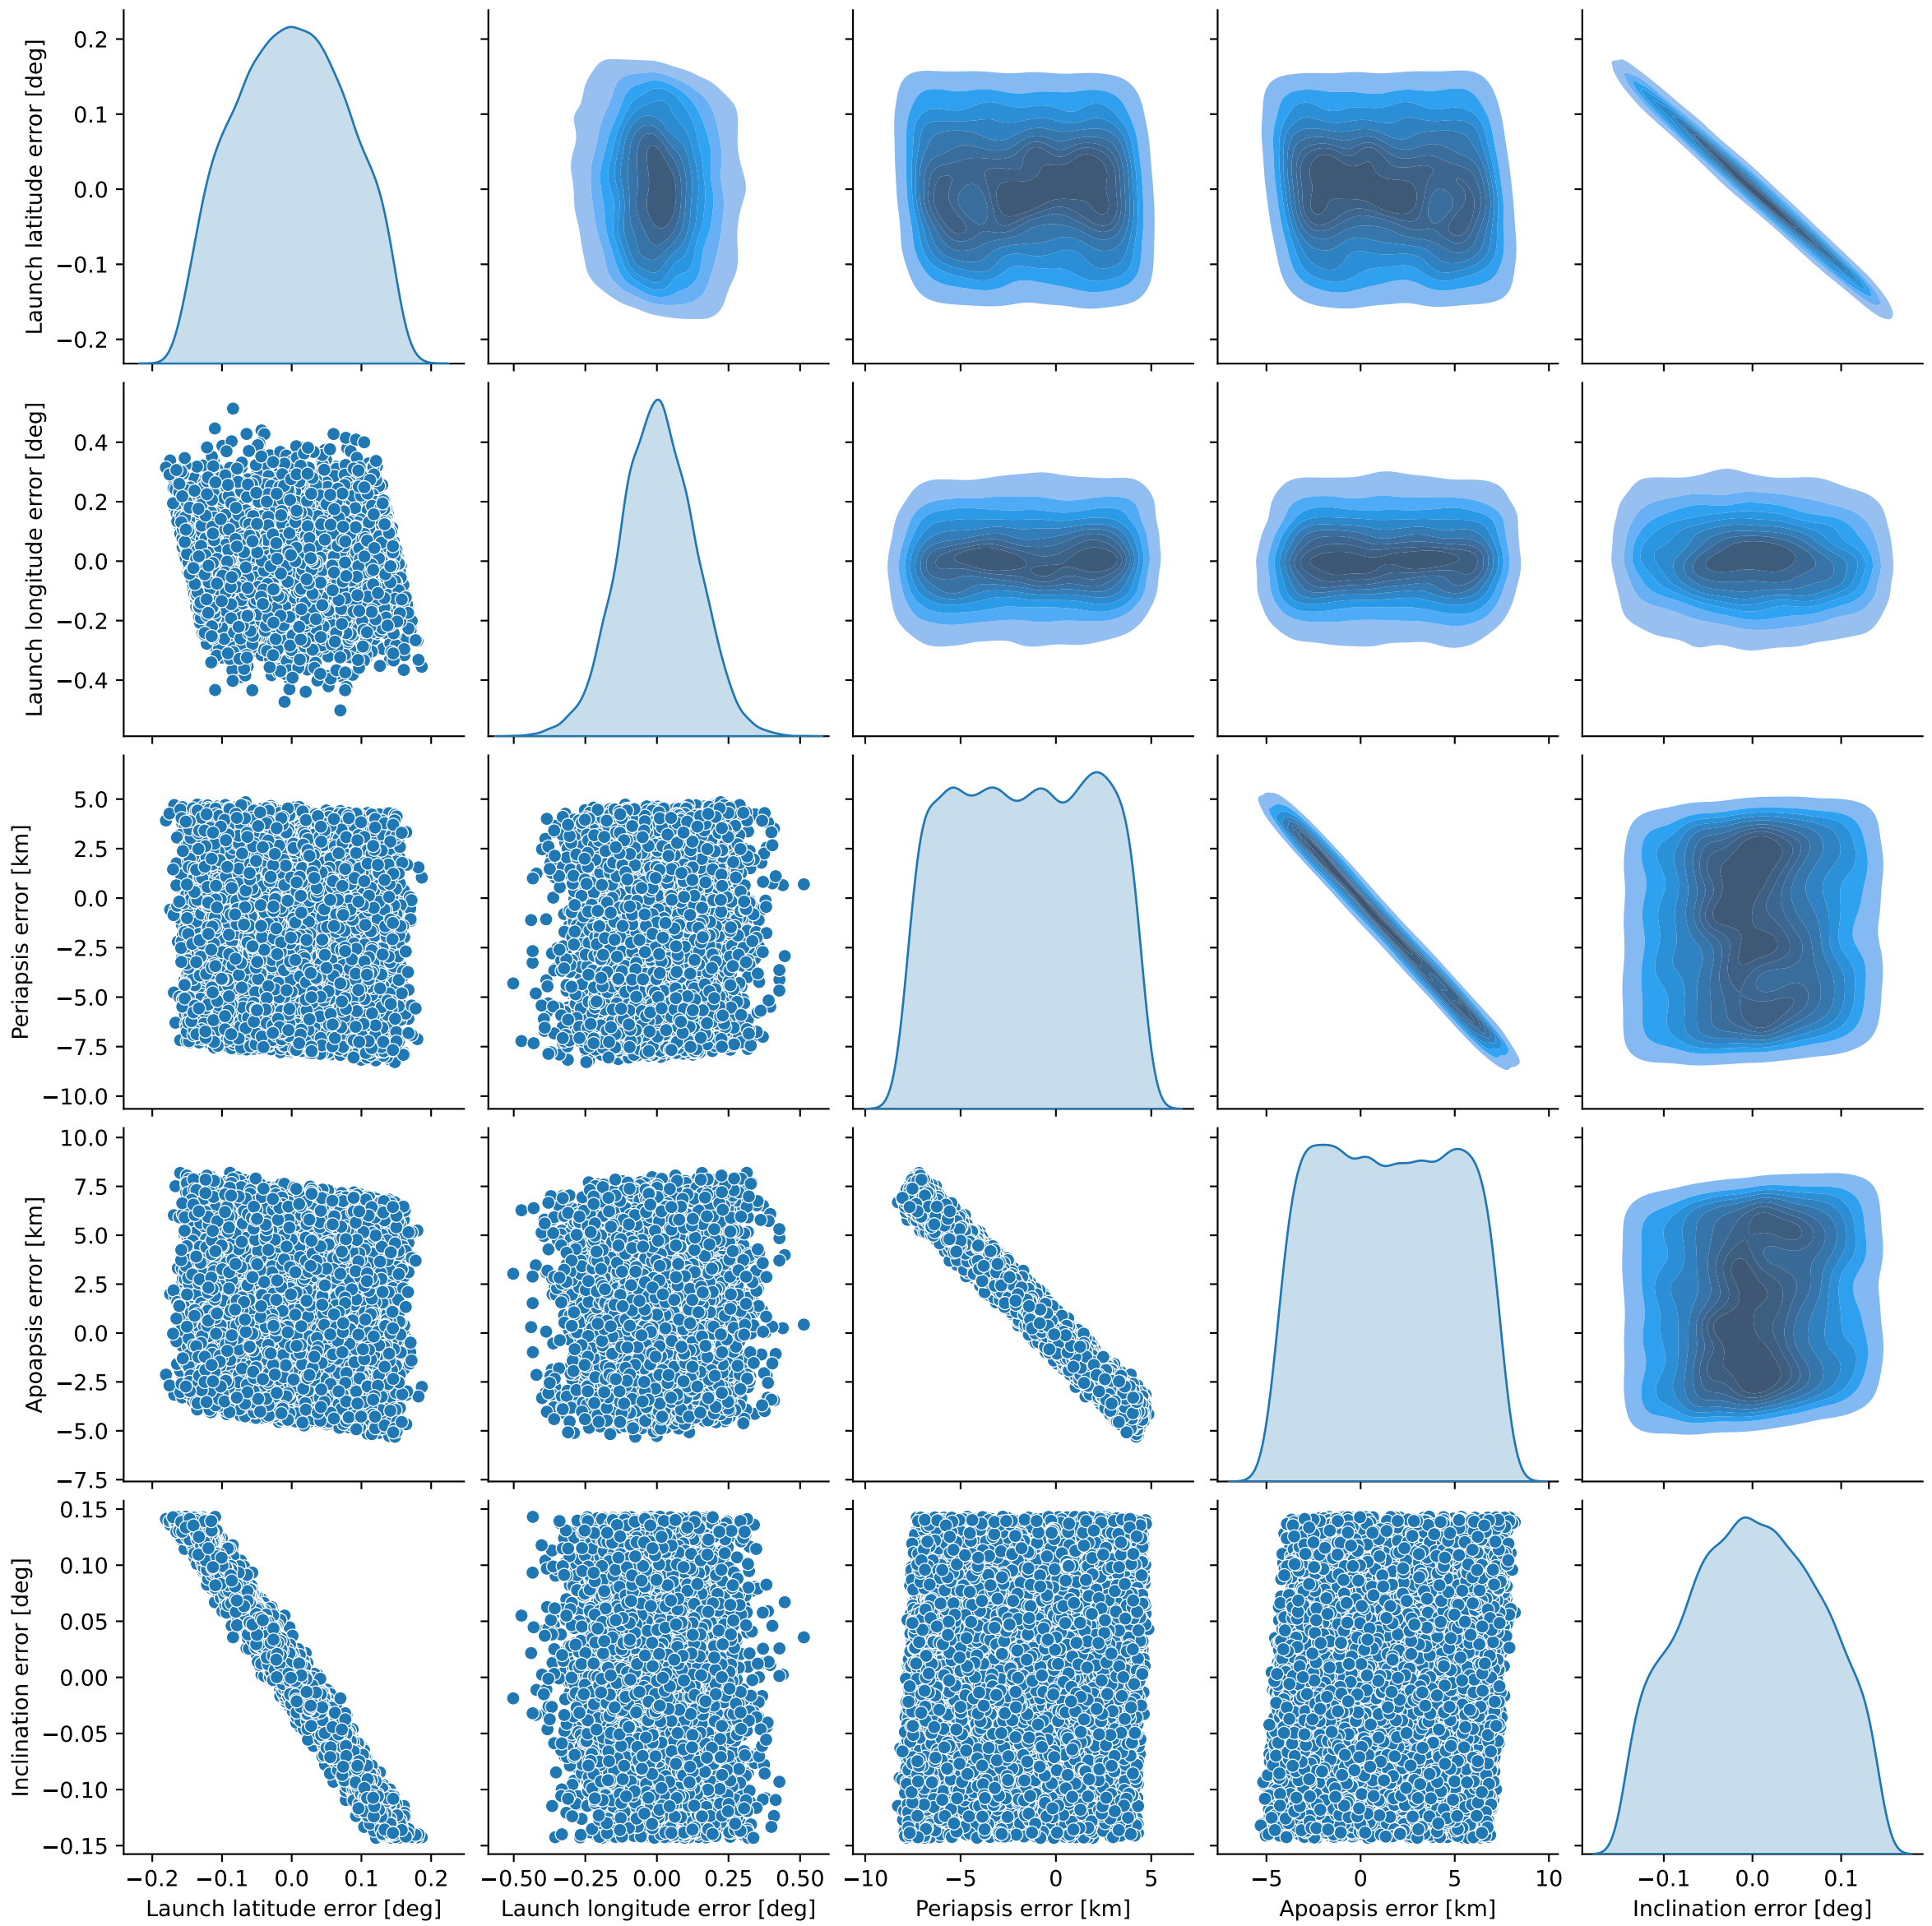 0.2
0.1
0.0
−0.1
−0.2
Launch latitude error [deg]
0.4
0.2
0.0
−0.2
−0.4
Launch longitude error [deg]
5.0
2.5
0.0
−2.5
−5.0
−7.5
−10.0
Periapsis error [km]
10.0
7.5
5.0
2.5
0.0
−2.5
−5.0
−7.5
Apoapsis error [km]
0.15
0.10
0.05
0.00
−0.05
−0.10
−0.15
Inclination error [deg]
−0.2 −0.1 0.0 0.1 0.2
Launch latitude error [deg]
−0.50 −0.25 0.00 0.25 0.50
Launch longitude error [deg]
−10 −5 0 5
Periapsis error [km]
−5 0 5 10
Apoapsis error [km]
−0.1 0.0 0.1
Inclination error [deg]